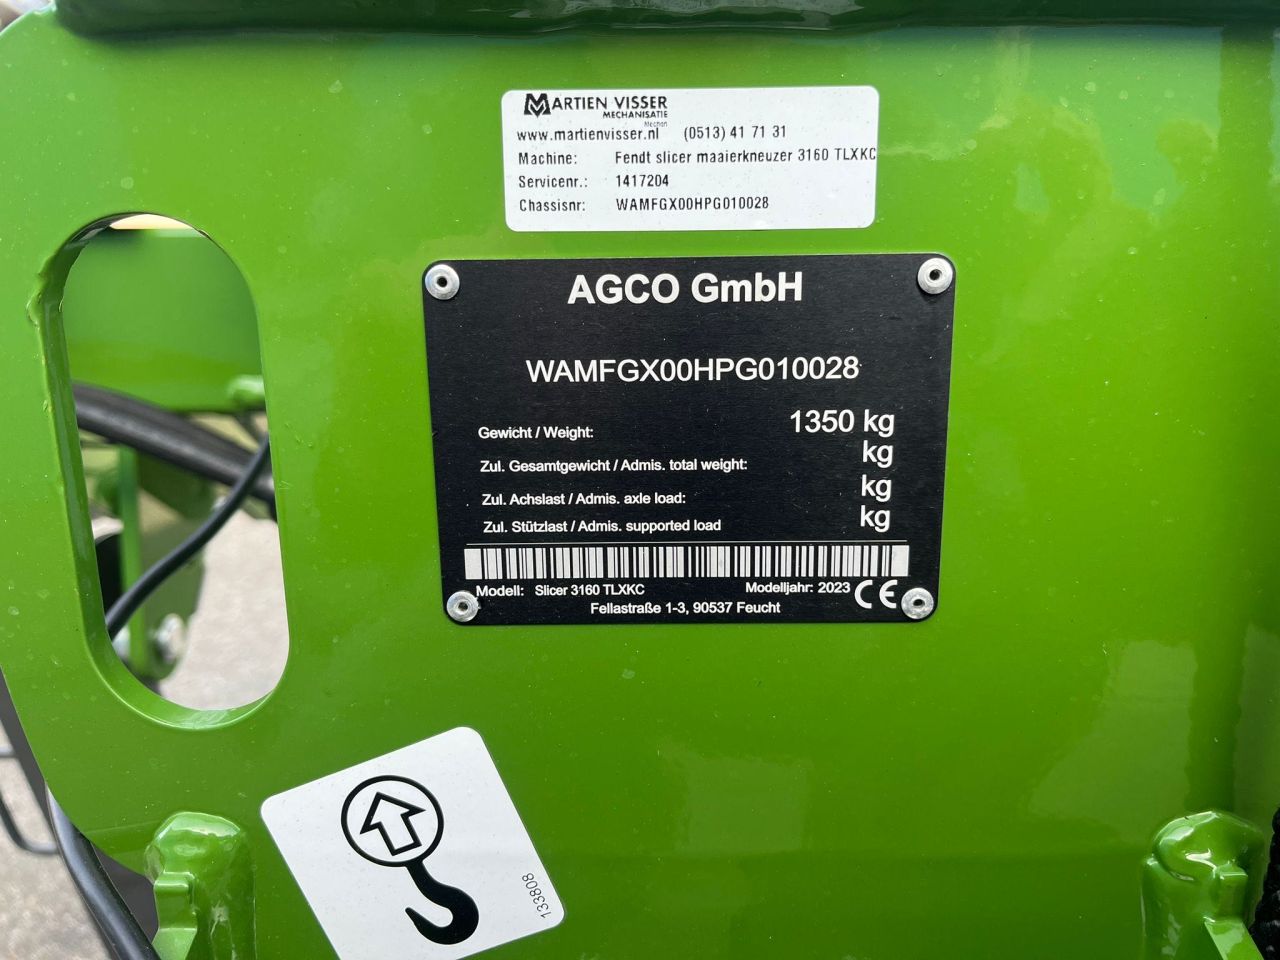 MARTIEN VISSER
MECHANISATIE
Mechan
www.martienvisser.nl (0513) 41 71 31
Machine: Fendt slicer maaierkneuzer 3160 TLXKC
Servicenr.: 1417204
Chassisnr: WAMFGX00HPG010028
AGCO GmbH
WAMFGX00HPG010028
Gewicht / Weight: 1350 kg
Zul. Gesamtgewicht / Admis. total weight: kg
Zul. Achslast / Admis. axle load: kg
Zul. Stützlast / Admis. supported load kg
Modell: Slicer 3160 TLXKC Modelljahr: 2023 CE
Fellastraße 1-3, 90537 Feucht
133808